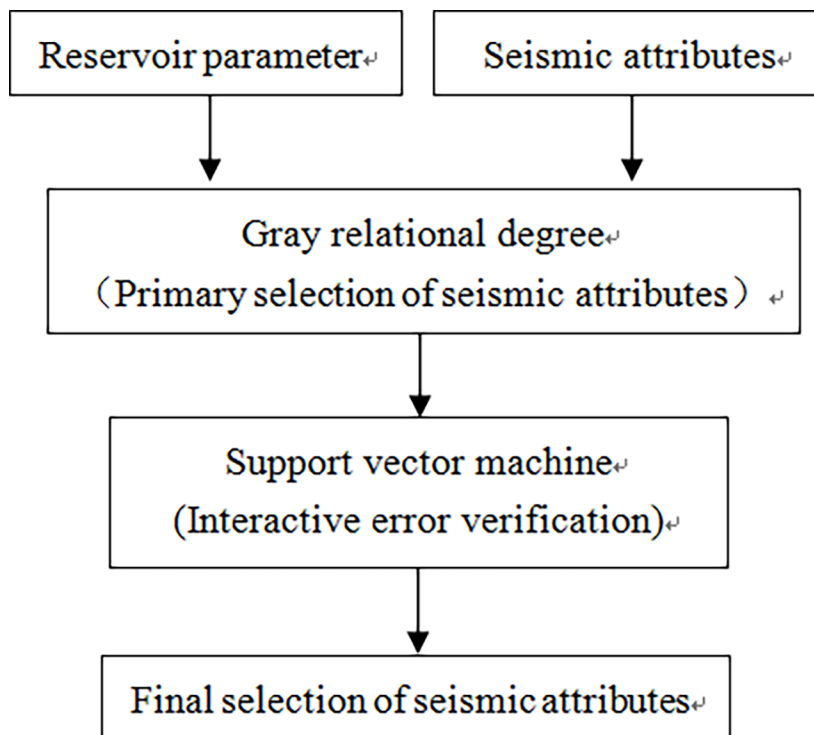 Reservoir parameter↵
Seismic attributes↵
Gray relational degree↵
（Primary selection of seismic attributes） ↵
Support vector machine↵
(Interactive error verification)↵
Final selection of seismic attributes↵